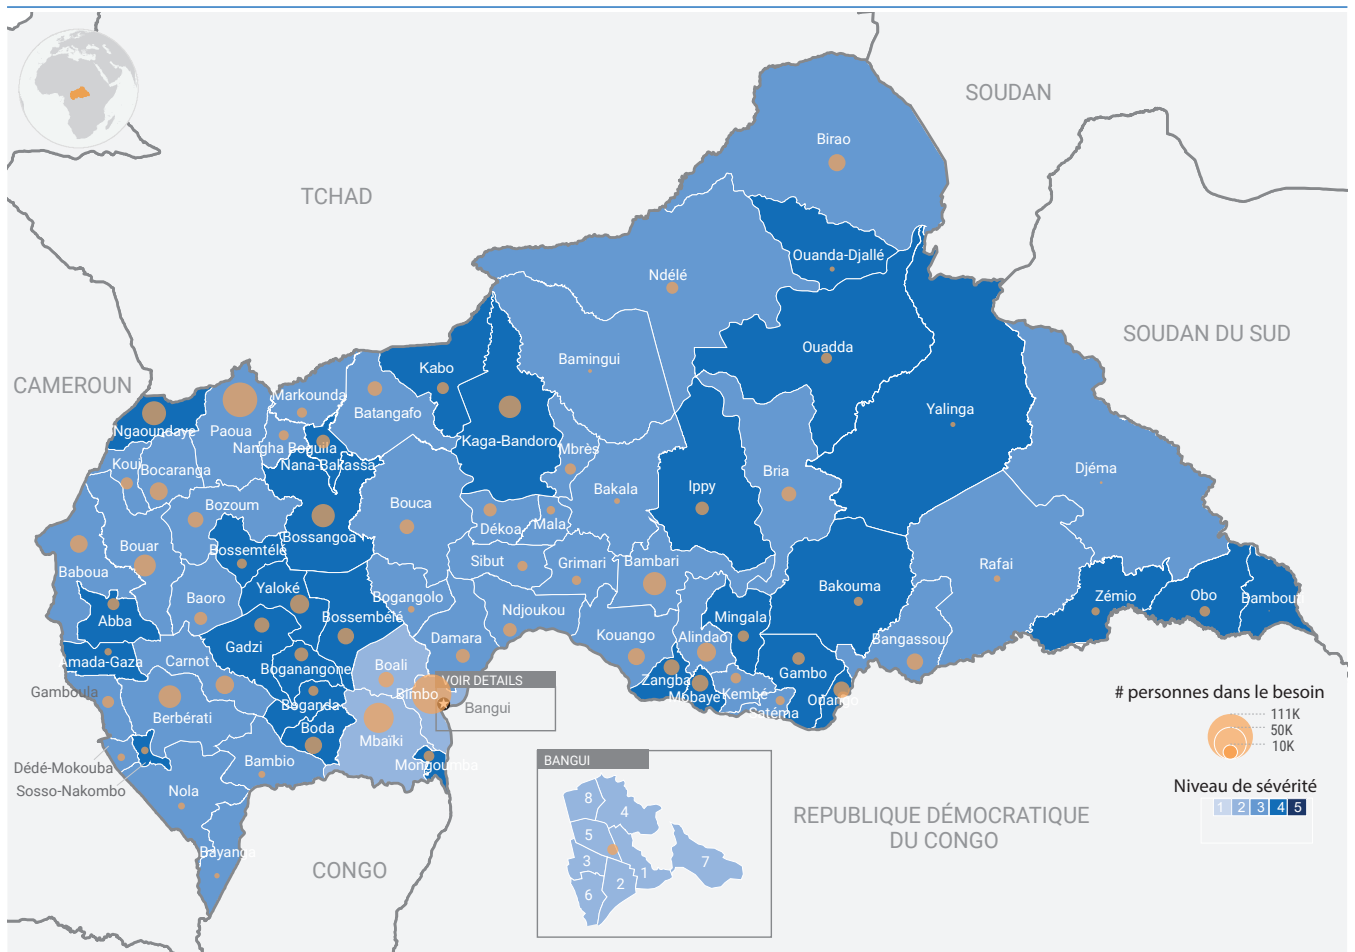 SOUDAN
Birao
TCHAD
Ouanda-Djallé
Ndélé
SOUDAN DU SUD
Ouadda
Bamingui
CAMEROUN
Kabo
Markounda
Batangafo
Yalinga
Ngaoundaye
Paoua
Kaga-Bandoro
Nangha Boguila
Mbrès
Koui
Bocaranga
Nana-Bakassa
Bria
Djéma
Ippy
Bakala
Bozoum
Bouca
Dékoa
Mala
Bossangoa
Bouar
Bossemtélé
Sibut
Grimari
Bambari
Rafai
Baboua
Yaloké
Bakouma
Baoro
Bogangolo
Ndjoukou
Zémio
Obo
Bambouti
Abba
Bossembélé
Mingala
Gadzi
Damara
Kouango
Alindao
Bangassou
Amada-Gaza
Carnot
Boganangone
Boali
Zangba
Gambo
VOIR DETAILS
Gamboula
Boganda
Bimbo
Bangui
Mobaye
Kembé
Satéma
Ouango
# personnes dans le besoin
111K
50K
10K
Berbérati
Boda
Mbaïki
Dédé-Mokouba
Bambio
Mongoumba
Sosso-Nakombo
Nola
BANGUI
8
4
5
3
1
7
2
6
Niveau de sévérité
1 2 3 4 5
REPUBLIQUE DÉMOCRATIQUE
DU CONGO
Bayanga
CONGO